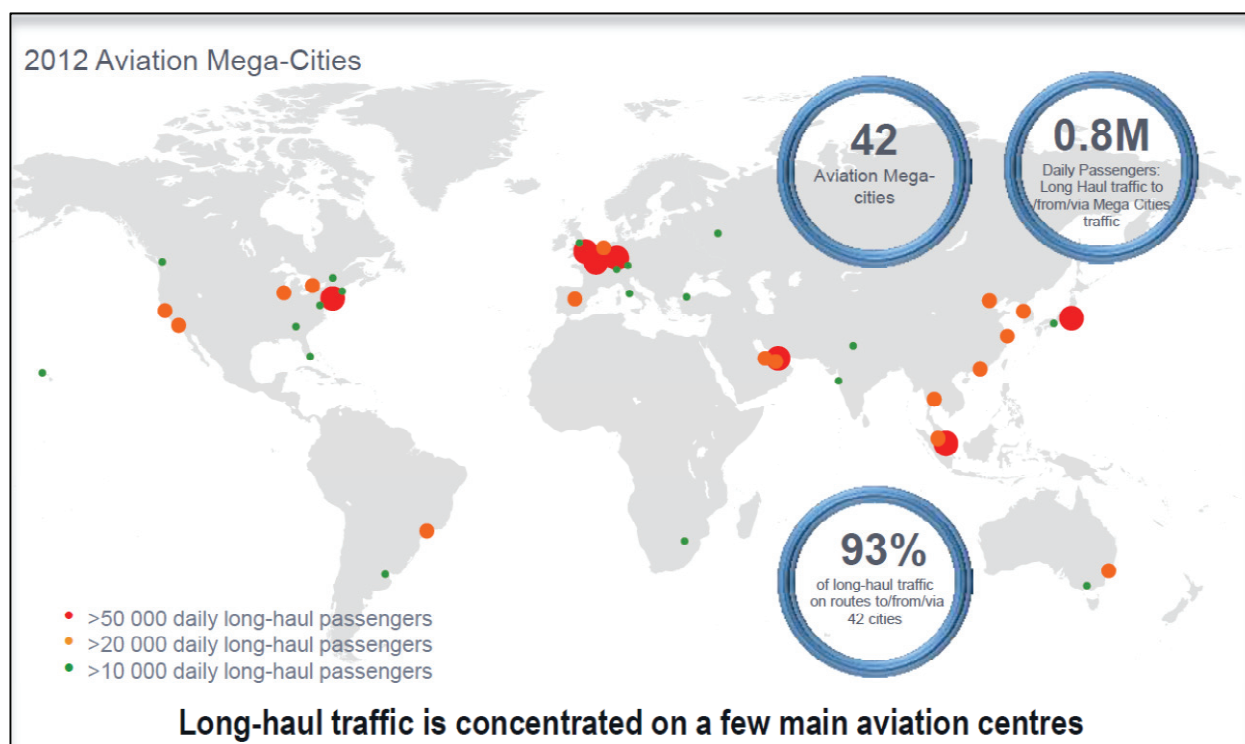 2012 Aviation Mega-Cities
42
Aviation Mega-
cities
0.8M
Daily Passengers:
Long Haul traffic to
/from/via Mega Cities
traffic
93%
of long-haul traffic
on routes to/from/via
42 cities
>50 000 daily long-haul passengers
>20 000 daily long-haul passengers
>10 000 daily long-haul passengers
Long-haul traffic is concentrated on a few main aviation centres